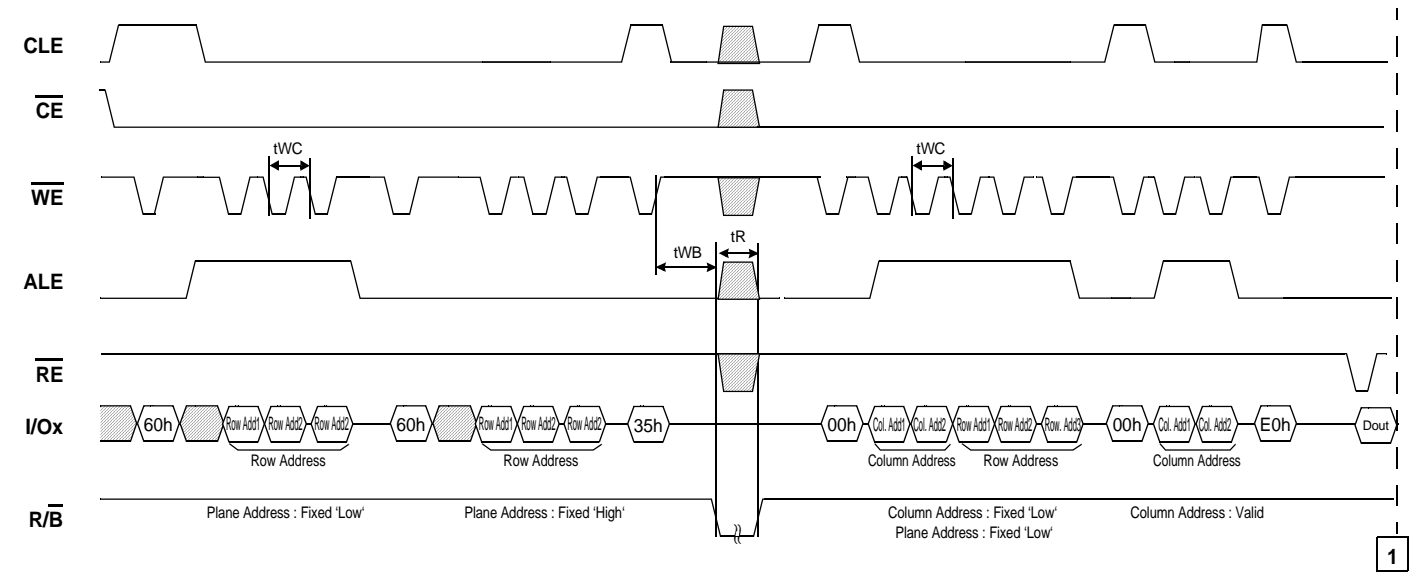 CLE
CE
tWC
tWC
WE
tR
tWB
ALE
RE
I/Ox
60h
Row Add1
Row Add2
Row Add2
60h
Row Add1
Row Add2
Row Add2
35h
00h
Col. Add1
Col. Add2
Row Add1
Row Add2
Row. Add3
00h
Col. Add1
Col. Add2
E0h
Dout
Row Address
Row Address
Column Address
Row Address
Column Address
R/B
Plane Address : Fixed 'Low'
Plane Address : Fixed 'High'
Column Address : Fixed 'Low'
Plane Address : Fixed 'Low'
Column Address : Valid
1